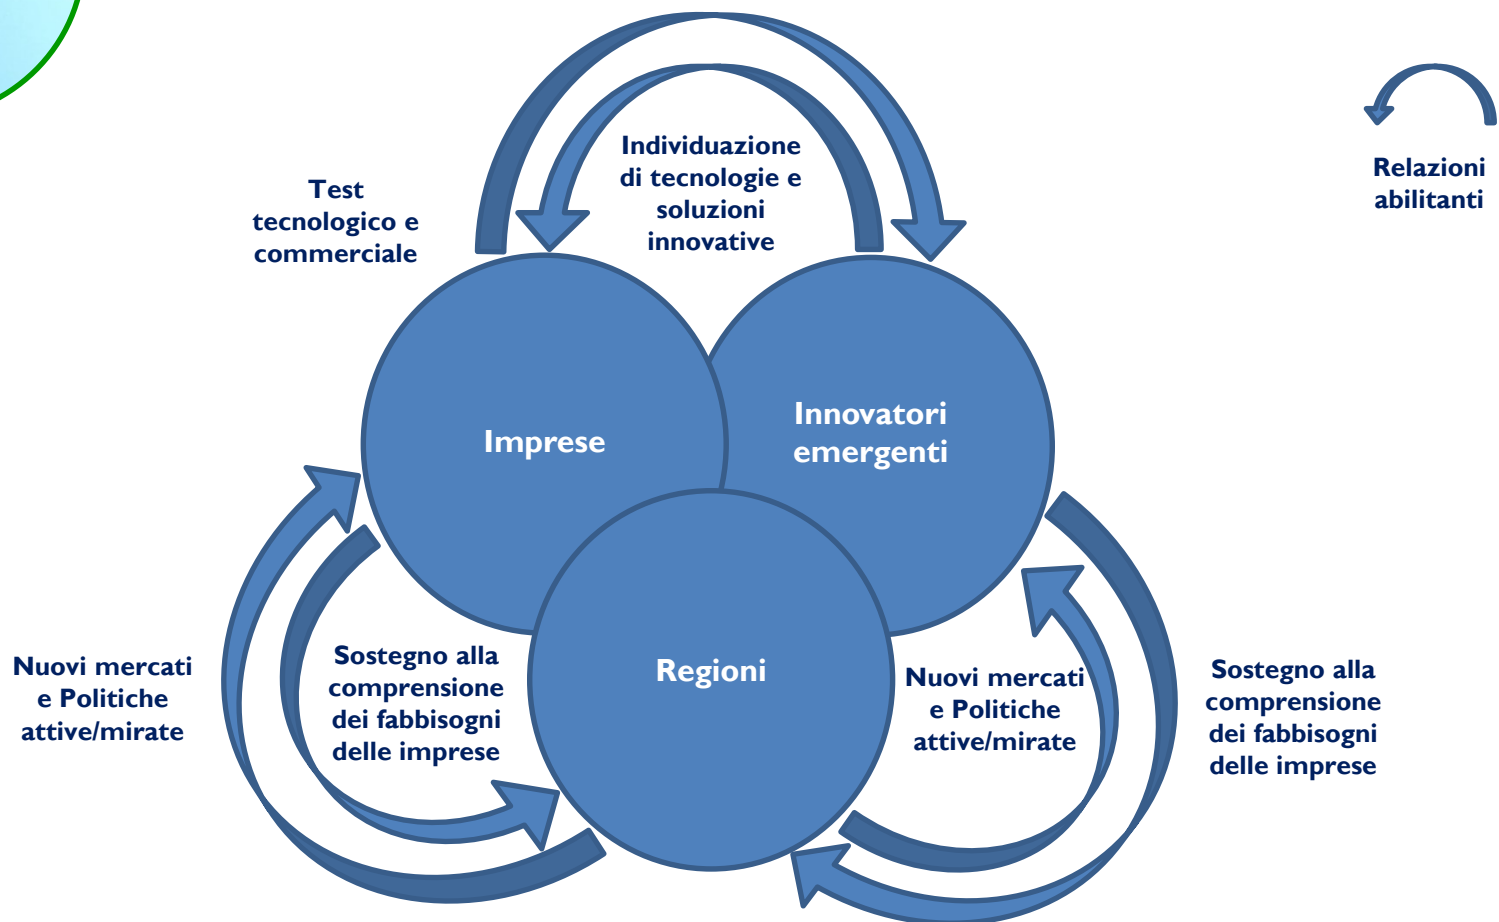 Individuazione
di tecnologie e
soluzioni
innovative
Test
tecnologico e
commerciale
Relazioni
abilitanti
Imprese
Innovatori
emergenti
Regioni
Nuovi mercati
e Politiche
attive/mirate
Sostegno alla
comprensione
dei fabbisogni
delle imprese
Nuovi mercati
e Politiche
attive/mirate
Sostegno alla
comprensione
dei fabbisogni
delle imprese